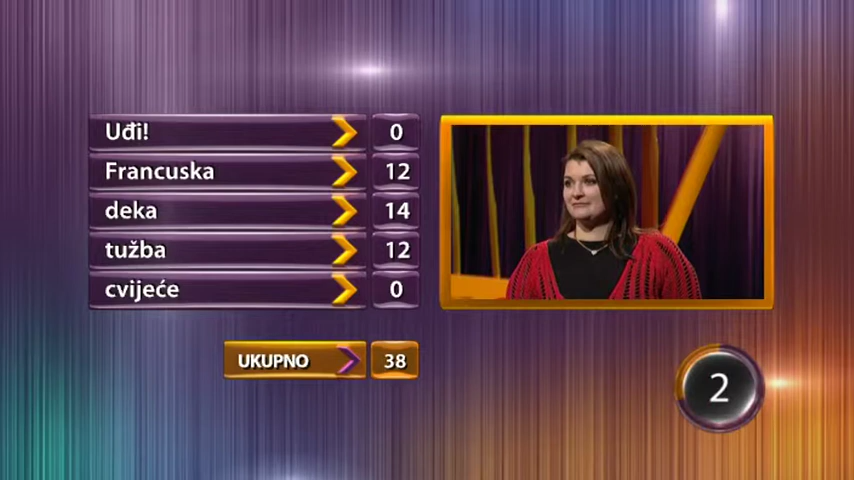 Uđi! 0
Francuska 12
deka 14
tužba 12
cvijeće 0
UKUPNO 38
2